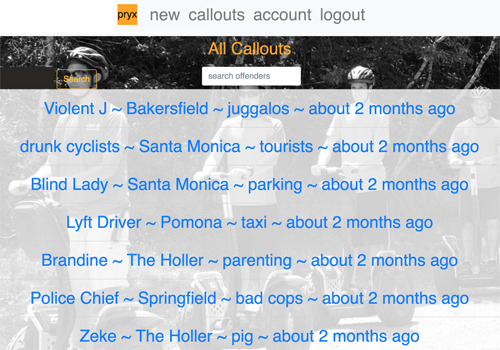 pryx new callouts account logout
All Callouts
Search search offenders
Violent J ~ Bakersfield ~ juggalos ~ about 2 months ago
drunk cyclists ~ Santa Monica ~ tourists ~ about 2 months ago
Blind Lady ~ Santa Monica ~ parking ~ about 2 months ago
Lyft Driver ~ Pomona ~ taxi ~ about 2 months ago
Brandine ~ The Holler ~ parenting ~ about 2 months ago
Police Chief ~ Springfield ~ bad cops ~ about 2 months ago
Zeke ~ The Holler ~ pig ~ about 2 months ago